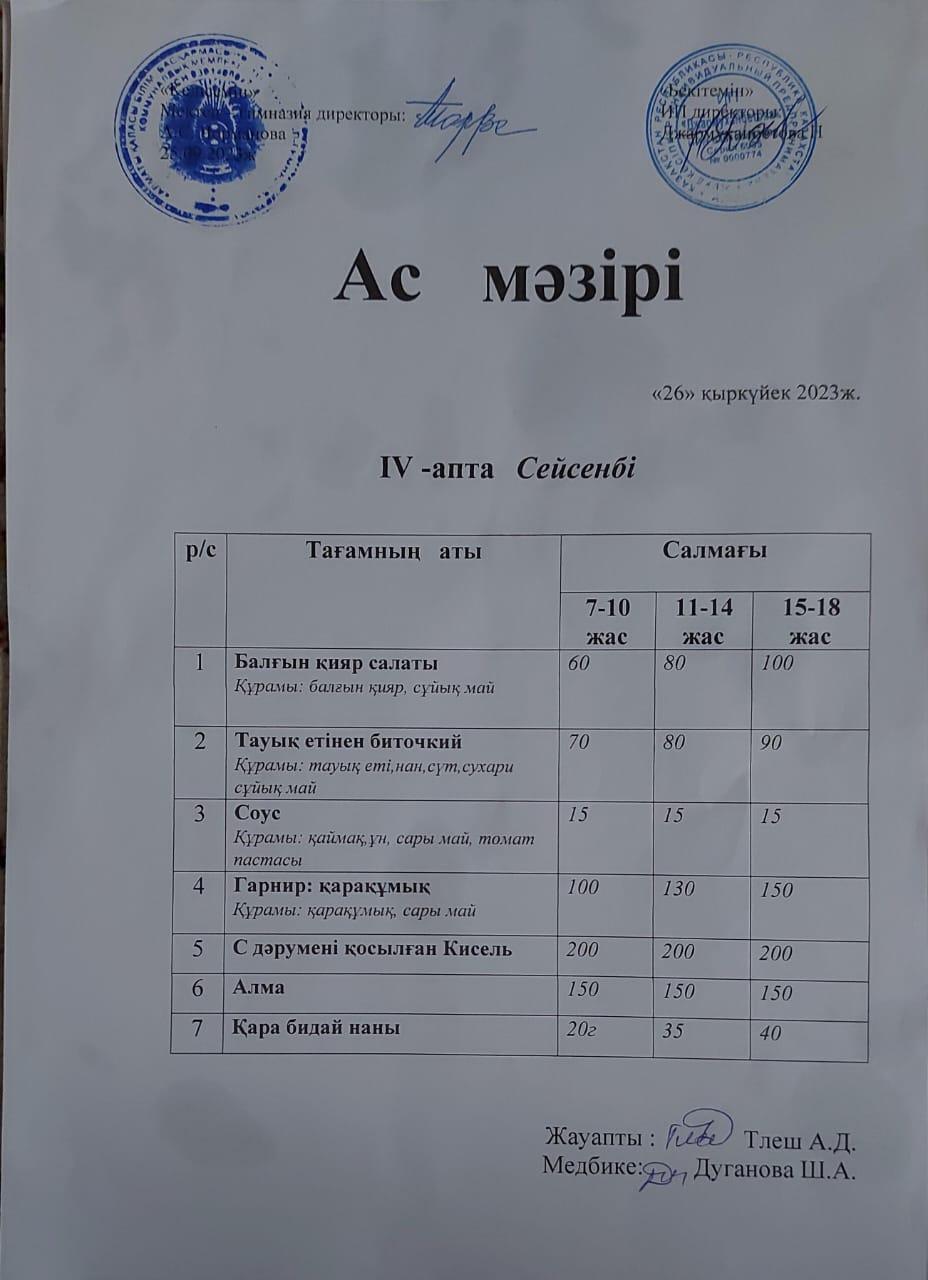 «Бекітемін»
гимназия директоры:
ИП директоры
Ас мәзірі
«26» қыркүйек 2023ж.
IV -апта Сейсенбі
р/с Тағамның аты Салмағы
7-10 жас 11-14 жас 15-18 жас
1 Балғын қияр салаты 60 80 100
Құрамы: балғын қияр, сұйық май
2 Тауық етінен биточкий 70 80 90
Құрамы: тауық еті,нан,сүт,сухари
сұйық май
3 Соус 15 15 15
Құрамы: қаймақ,ұн, сары май, томат
пастасы
4 Гарнир: қарақұмық 100 130 150
Құрамы: қарақұмық, сары май
5 С дәрумені қосылған Кисель 200 200 200
6 Алма 150 150 150
7 Қара бидай наны 20г 35 40
Жауапты : Тлеш А.Д.
Медбике: Дуганова Ш.А.